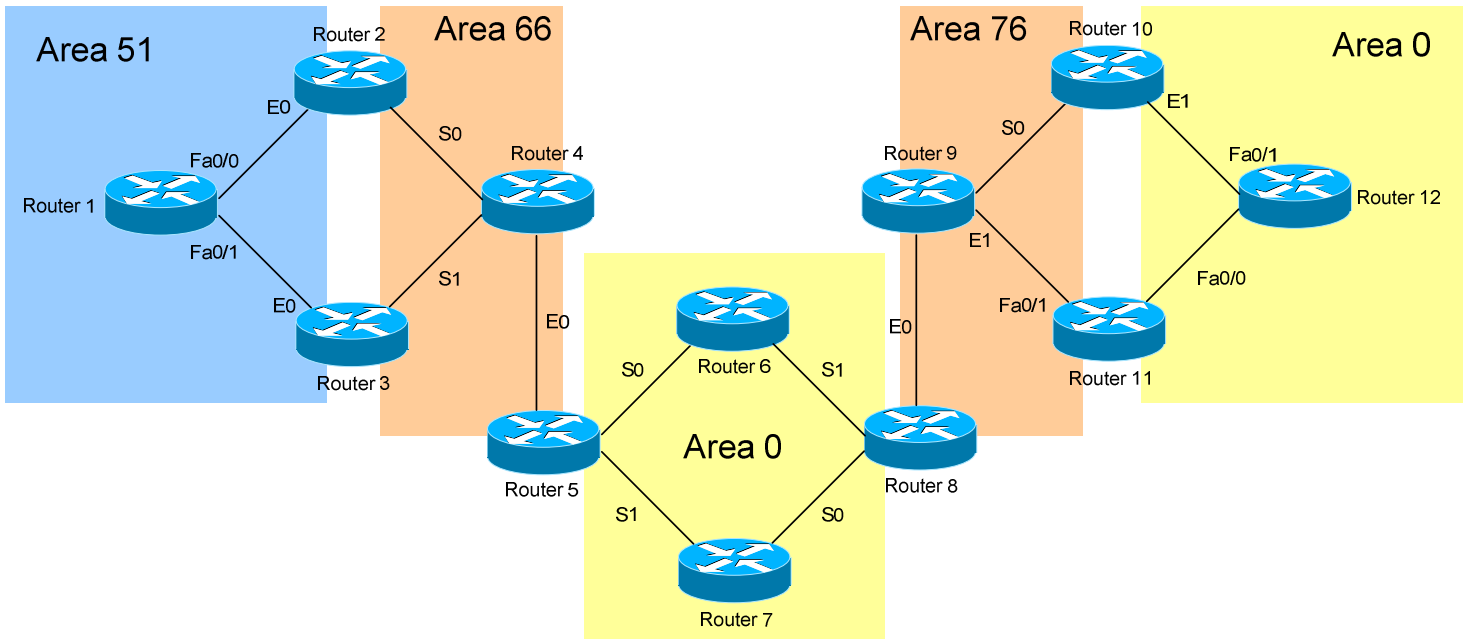 Area 51
Router 2
Area 66
Area 76
Router 10
Area 0
E0
S0
Fa0/0
Router 1
Fa0/1
E0
Router 3
S1
Router 4
E0
Router 9
S0
E1
E1
Fa0/1
Router 12
Fa0/0
Fa0/1
Router 11
E0
Router 6
S0
S1
Area 0
Router 5
Router 8
S1
S0
Router 7